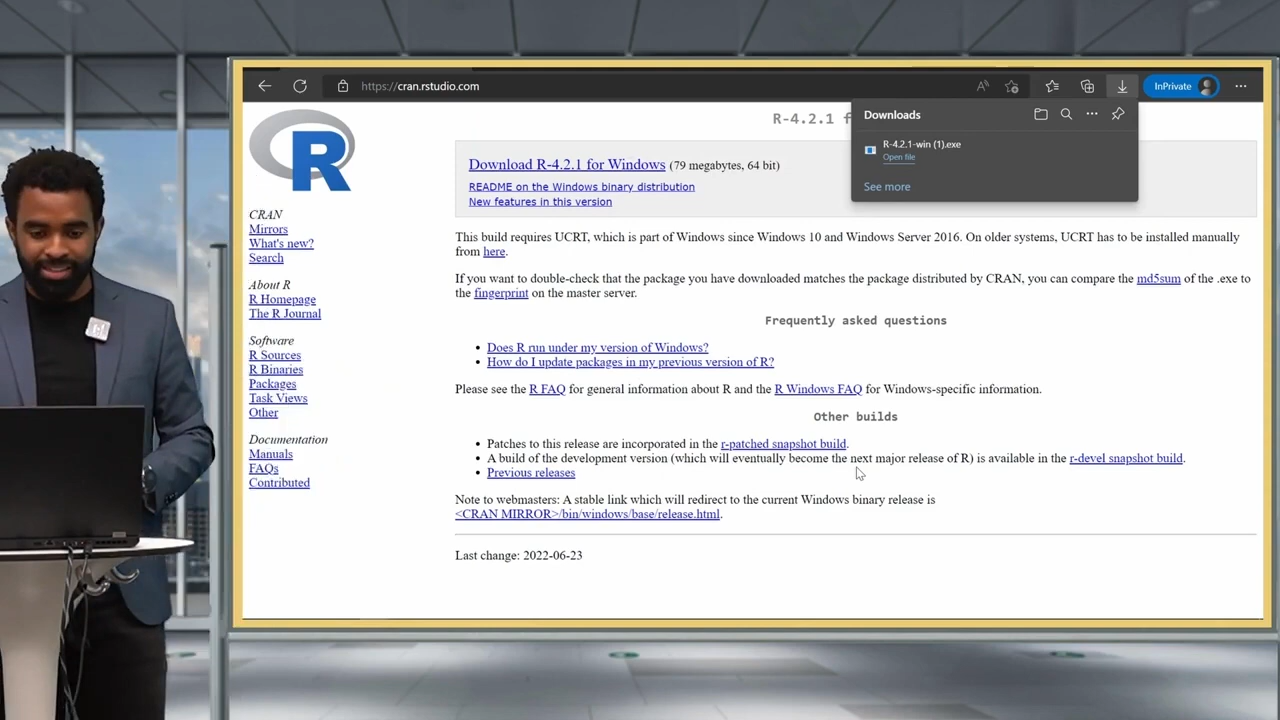 https://cran.rstudio.com
InPrivate
R
CRAN
Mirrors
What's new?
Search
About R
R Homepage
The R Journal
Software
R Sources
R Binaries
Packages
Task Views
Other
Documentation
Manuals
FAQs
Contributed
R-4.2.1 f
Download R-4.2.1 for Windows (79 megabytes, 64 bit)
README on the Windows binary distribution
New features in this version
Downloads
R-4.2.1-win (1).exe
Open file
See more
This build requires UCRT, which is part of Windows since Windows 10 and Windows Server 2016. On older systems, UCRT has to be installed manually
from here.
If you want to double-check that the package you have downloaded matches the package distributed by CRAN, you can compare the md5sum of the .exe to
the fingerprint on the master server.
Frequently asked questions
• Does R run under my version of Windows?
• How do I update packages in my previous version of R?
Please see the R FAQ for general information about R and the R Windows FAQ for Windows-specific information.
Other builds
• Patches to this release are incorporated in the r-patched snapshot build.
• A build of the development version (which will eventually become the next major release of R) is available in the r-devel snapshot build.
• Previous releases
Note to webmasters: A stable link which will redirect to the current Windows binary release is
<CRAN MIRROR>/bin/windows/base/release.html.
Last change: 2022-06-23